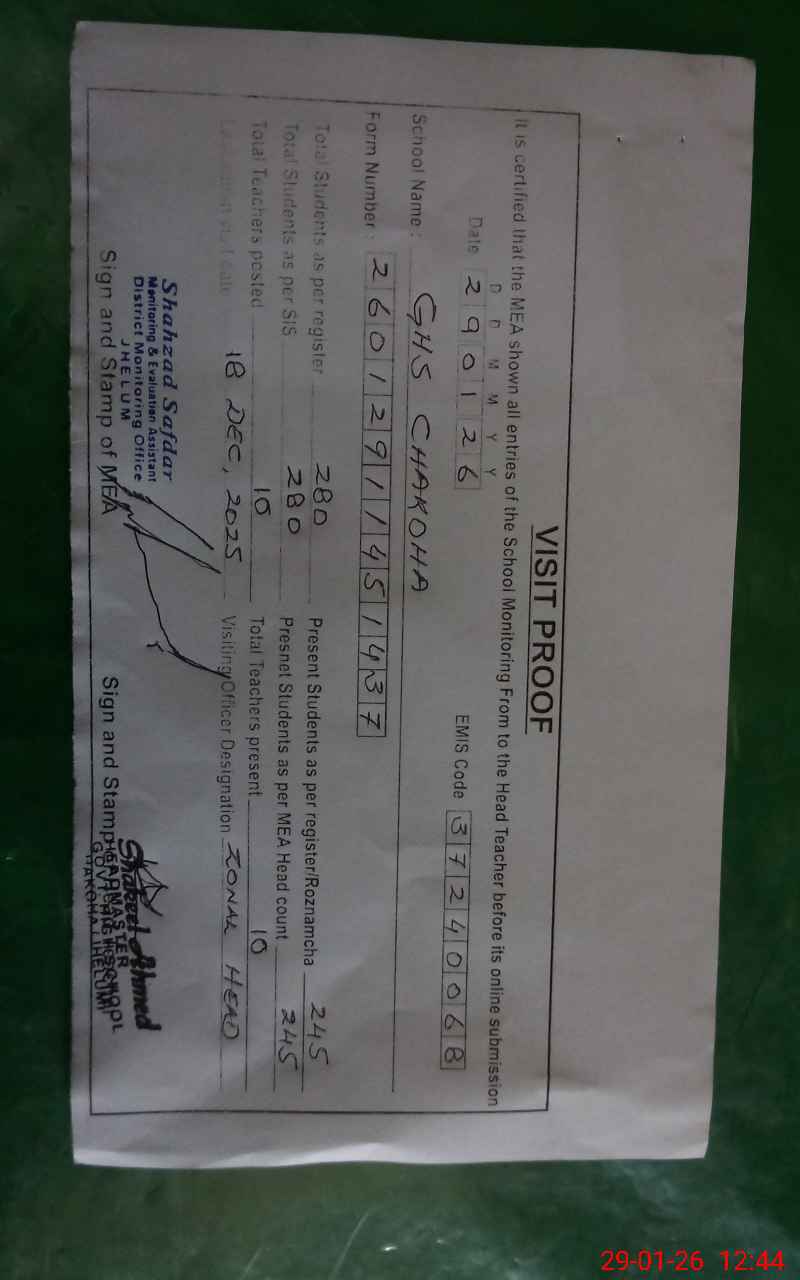 VISIT PROOF
It is certified that the MEA shown all entries of the School Monitoring From to the Head Teacher before its online submission
D D M M Y Y
Date 2 9 0 1 2 6 EMIS Code 3 7 2 4 0 0 6 8
School Name : GHS CHAKOHA
Form Number : 2 6 0 1 2 9 1 1 4 5 1 4 3 7
Total Students as per register 280 Present Students as per register/Roznamcha 245
Total Students as per SIS 280 Presnet Students as per MEA Head count 245
Total Teachers posted 10 Total Teachers present 10
18 DEC, 2025 Visiting Officer Designation ZONAL HEAD
Shahzad Safdar
Monitoring & Evaluation Assistant
District Monitoring Office
JHELUM
Sign and Stamp of MEA
Sign and Stamp
Shakeel Ahmed
HEADMASTER
29-01-26 12:44